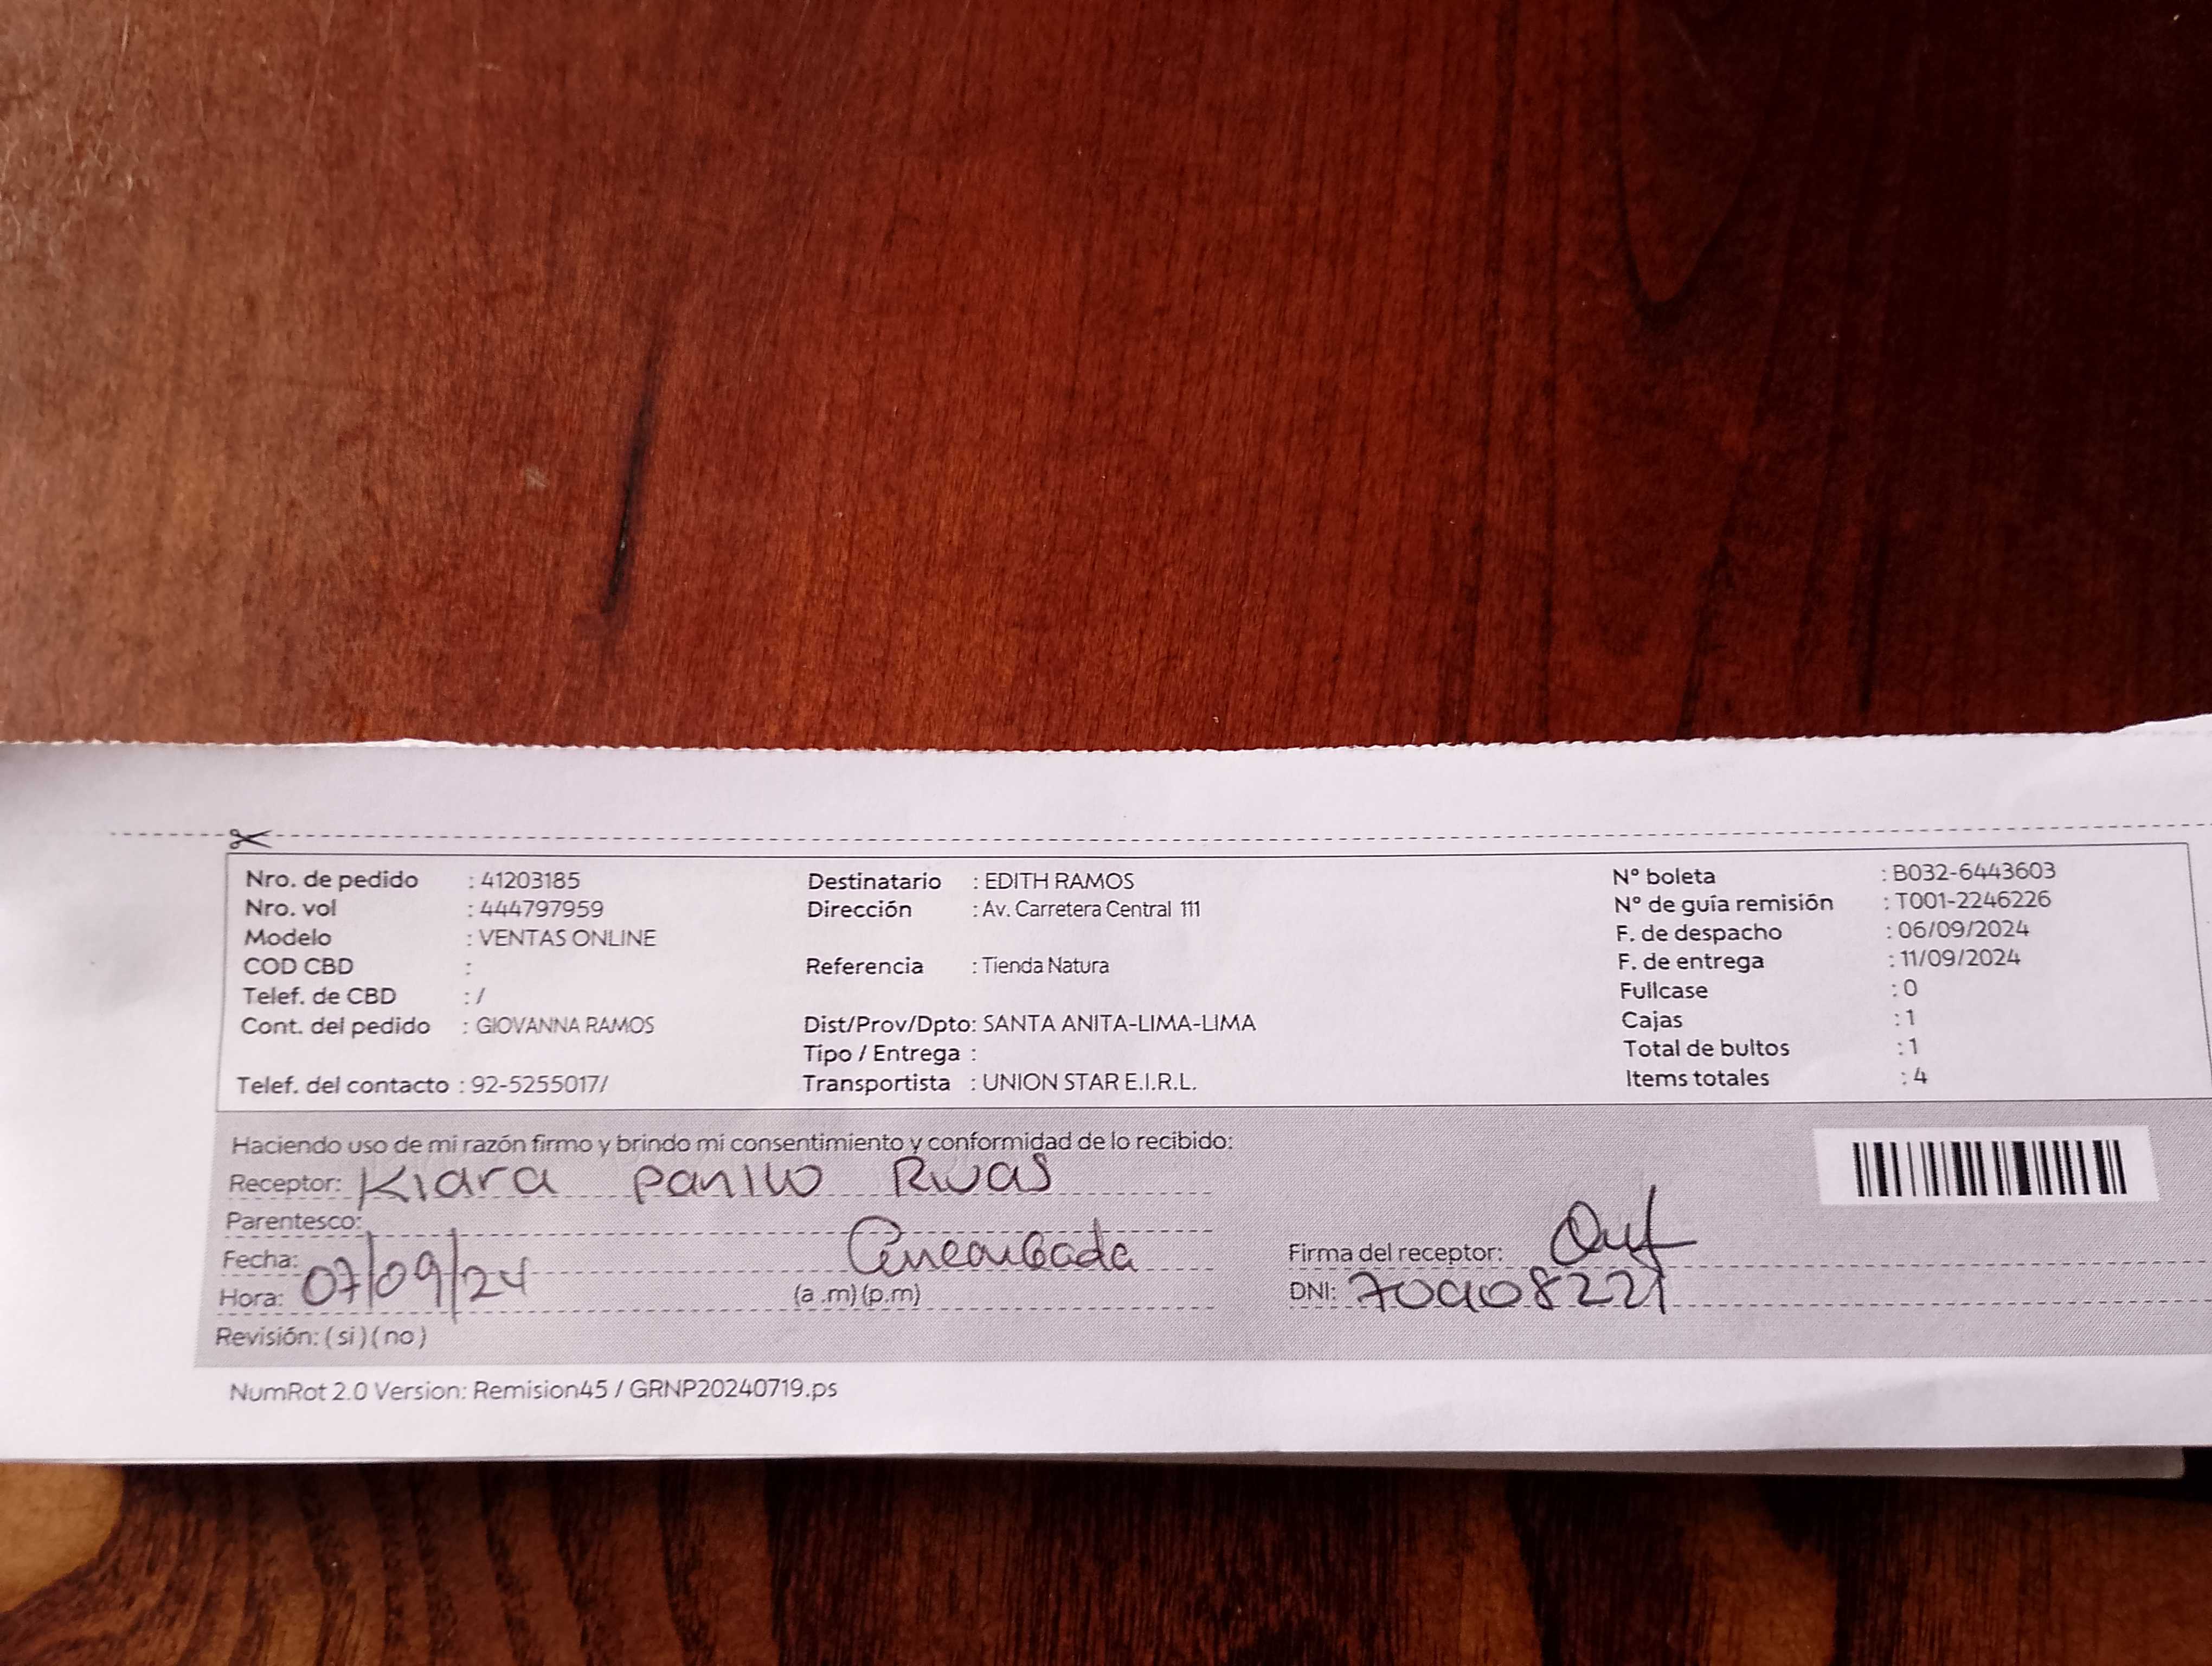 Nro. de pedido : 41203185
Nro. vol : 444797959
Modelo : VENTAS ONLINE
COD CBD :
Telef. de CBD : /
Cont. del pedido : GIOVANNA RAMOS
Telef. del contacto : 92-5255017/
Destinatario : EDITH RAMOS
Dirección : Av. Carretera Central 111
Referencia : Tienda Natura
Dist/Prov/Dpto: SANTA ANITA-LIMA-LIMA
Tipo / Entrega :
Transportista : UNION STAR E.I.R.L.
Nº boleta : B032-6443603
Nº de guía remisión : T001-2246226
F. de despacho : 06/09/2024
F. de entrega : 11/09/2024
Fullcase : 0
Cajas : 1
Total de bultos : 1
Items totales : 4
Haciendo uso de mi razón firmo y brindo mi consentimiento y conformidad de lo recibido:
Receptor: Kiara Rivas
Parentesco:
Fecha: 07/09/24
Hora: (a .m) (p.m)
Revisión: ( si ) ( no )
Firma del receptor:
DNI:
NumRot 2.0 Version: Remision45 / GRNP20240719.ps